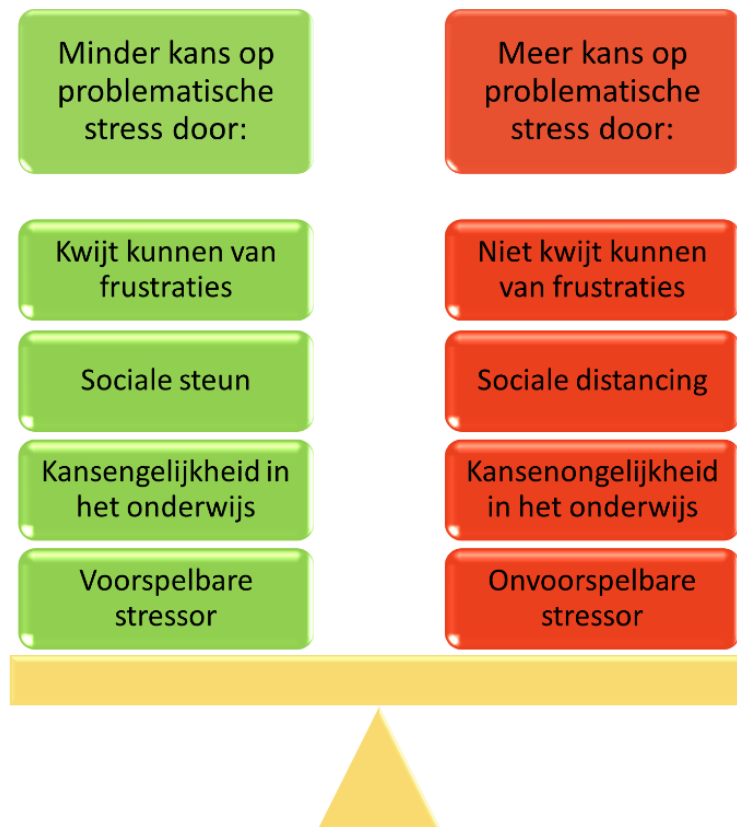 Minder kans op
problematische
stress door:
Meer kans op
problematische
stress door:
Kwijt kunnen van
frustraties
Niet kwijt kunnen
van frustraties
Sociale steun
Sociale distancing
Kansengelijkheid in
het onderwijs
Kansenongelijkheid
in het onderwijs
Voorspelbare
stressor
Onvoorspelbare
stressor